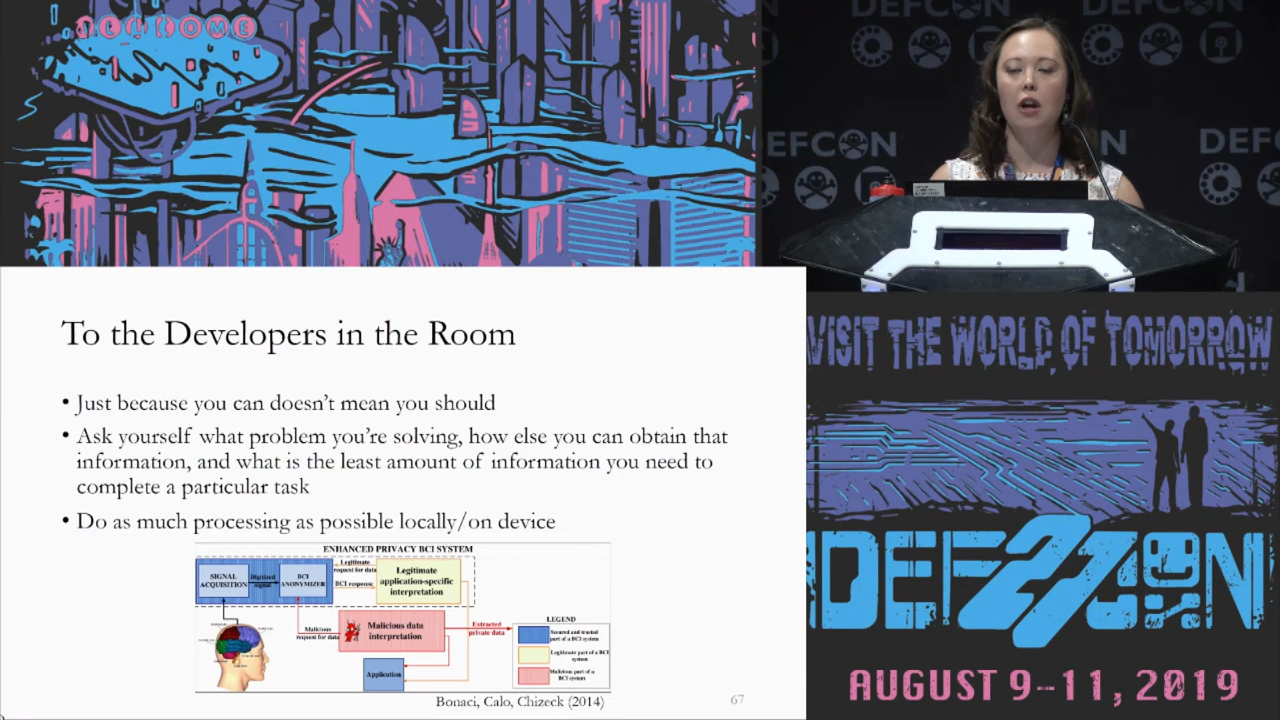 WELCOME
DEFCON
DEFCON
DEFCON
EFCON
N
DEFC
To the Developers in the Room
• Just because you can doesn't mean you should
• Ask yourself what problem you're solving, how else you can obtain that
information, and what is the least amount of information you need to
complete a particular task
• Do as much processing as possible locally/on device
ENHANCED PRIVACY BCI SYSTEM
SIGNAL
ACQUISITION
Digitized
signal
BCI
ANONYMIZER
Legitimate
request for data
BCI response
Legitimate
application-specific
interpretation
Malicious
request for data
Malicious data
interpretation
Extracted
private data
Application
LEGEND
Secured and trusted
part of a BCI system
Legitimate part of a BCI
system
Malicious part of a
BCI system
Bonaci, Calo, Chizeck (2014)
67
VISIT THE WORLD OF TOMORROW
DEF 27 CON
AUGUST 9-11, 2019